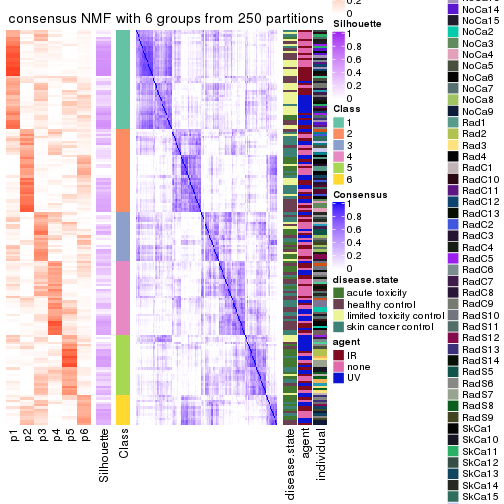 consensus NMF with 6 groups from 250 partitions
p1
p2
p3
p4
p5
p6
Silhouette
Class
disease.state
agent
individual
0.2
0
Silhouette
1
0.8
0.6
0.4
0.2
0
Class
1
2
3
4
5
6
Consensus
1
0.8
0.6
0.4
0.2
0
disease.state
acute toxicity
healthy control
limited toxicity control
skin cancer control
agent
IR
none
UV
NoCa14
NoCa15
NoCa2
NoCa3
NoCa4
NoCa5
NoCa6
NoCa7
NoCa8
NoCa9
Rad1
Rad2
Rad3
Rad4
RadC1
RadC10
RadC11
RadC12
RadC13
RadC2
RadC3
RadC4
RadC5
RadC6
RadC7
RadC8
RadC9
RadS10
RadS11
RadS12
RadS13
RadS14
RadS5
RadS6
RadS7
RadS8
RadS9
SkCa1
SkCa10
SkCa11
SkCa12
SkCa13
SkCa14
SkCa15